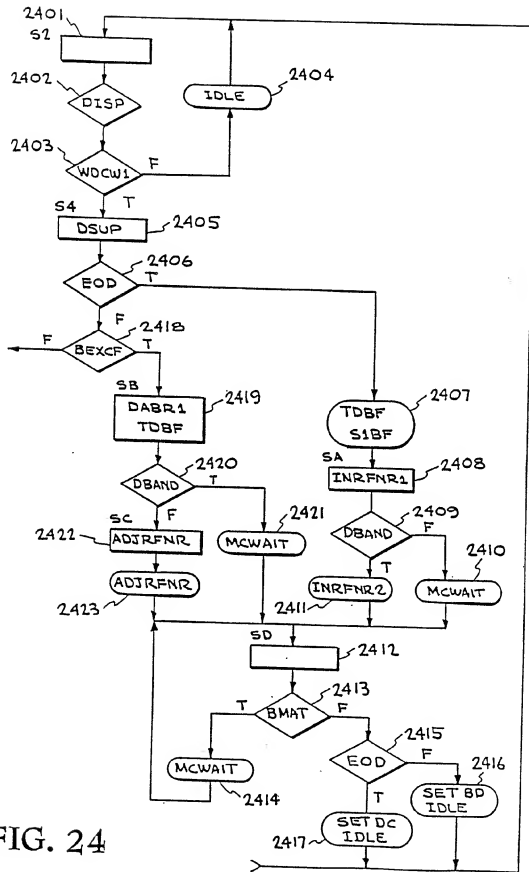 2401
S2
2402
DISP
IDLE
2404
2403
WDCW1
F
T
S4
DSUP
2405
2406
EOD
T
F
2418
F
BEXCF
T
SB
DABR1
TDBF
2419
TDBF
S1BF
2407
SA
INRFNR1
2408
2420
DBAND
T
F
2409
DBAND
F
T
SC
2422
ADJRFNR
2421
MCWAIT
2410
MCWAIT
ADJRFNR
2423
INRFNR2
2411
SD
2412
2413
T
BMAT
F
2415
EOD
F
T
MCWAIT
2414
2416
SET BD
IDLE
SET DC
IDLE
2417
FIG. 24